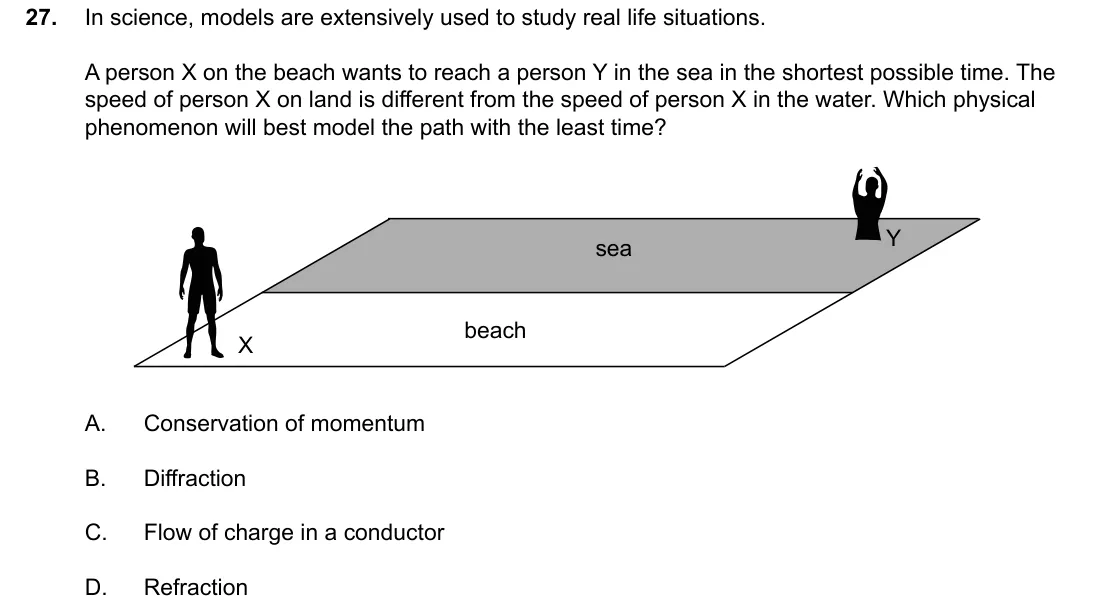 27. In science, models are extensively used to study real life situations.
A person X on the beach wants to reach a person Y in the sea in the shortest possible time. The
speed of person X on land is different from the speed of person X in the water. Which physical
phenomenon will best model the path with the least time?
Y
sea
beach
X
A. Conservation of momentum
B. Diffraction
C. Flow of charge in a conductor
D. Refraction